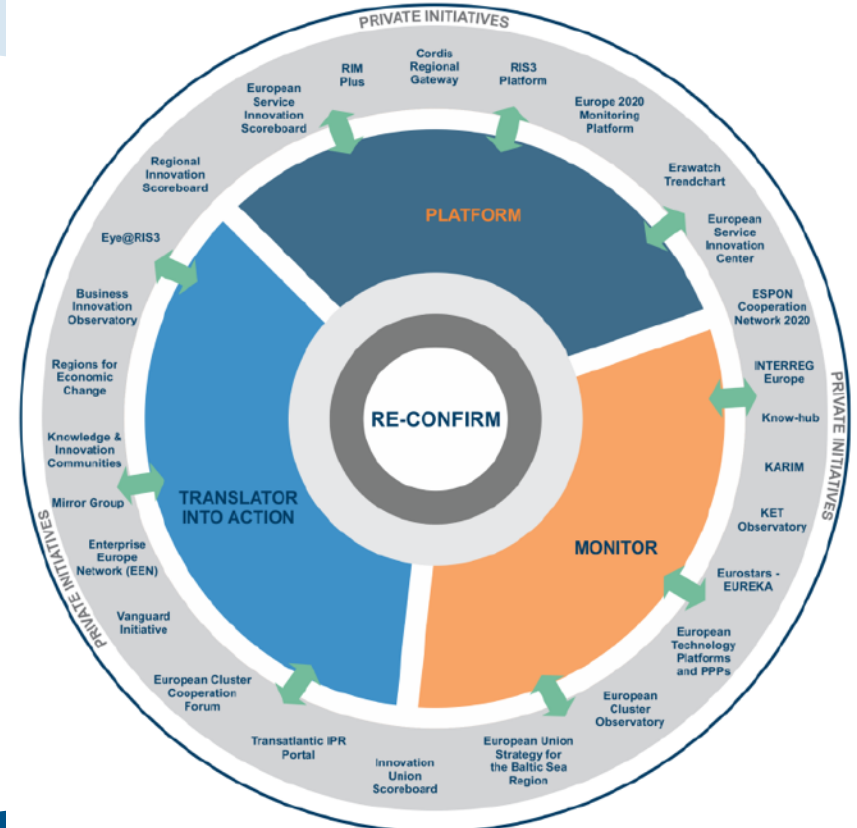 PRIVATE INITIATIVES
Cordis
Regional
Gateway
RIS3
Platform
Europe 2020
Monitoring
Platform
Erawatch
Trendchart
European
Service
Innovation
Center
ESPON
Cooperation
Network 2020
INTERREG
Europe
Know-hub
KARIM
KET
Observatory
Eurostars -
EUREKA
European
Technology
Platforms
and PPPs
European
Cluster
Observatory
European Union
Strategy for
the Baltic Sea
Region
Innovation
Union
Scoreboard
Transatlantic IPR
Portal
European Cluster
Cooperation
Forum
Vanguard
Initiative
Enterprise
Europe
Network (EEN)
Mirror Group
Knowledge &
Innovation
Communities
Regions for
Economic
Change
Business
Innovation
Observatory
Eye@RIS3
Regional
Innovation
Scoreboard
European
Service
Innovation
Scoreboard
RIM
Plus
PRIVATE INITIATIVES
PRIVATE INITIATIVES
PLATFORM
MONITOR
TRANSLATOR
INTO ACTION
RE-CONFIRM